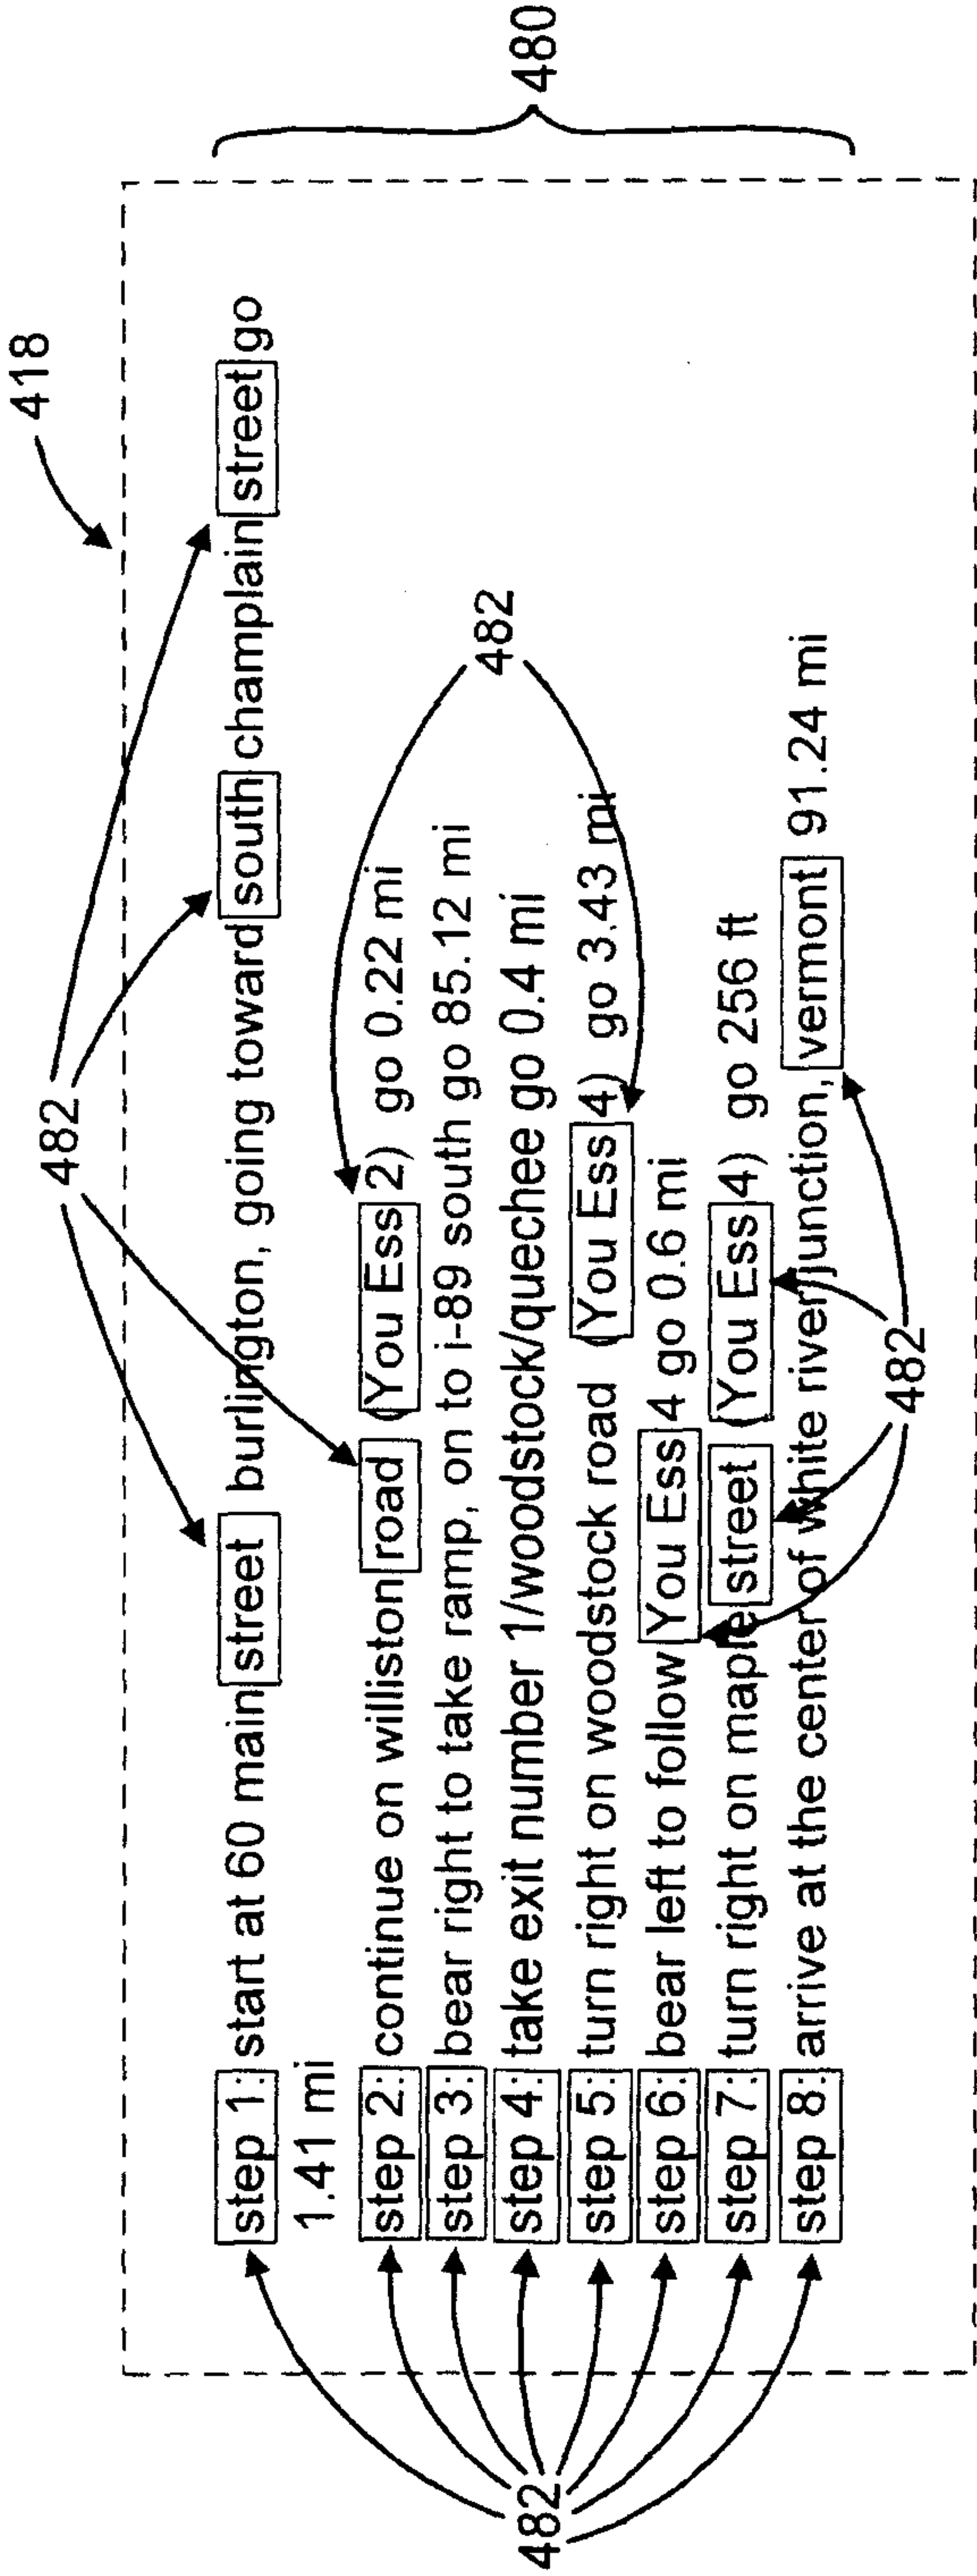 418
482
step 1: start at 60 main street burlington, going toward south champlain street go
1.41 mi
step 2: continue on williston road (You Ess 2) go 0.22 mi
step 3: bear right to take ramp, on to i-89 south go 85.12 mi
step 4: take exit number 1/woodstock/quechee go 0.4 mi
step 5: turn right on woodstock road (You Ess 4) go 3.43 mi
step 6: bear left to follow You Ess 4 go 0.6 mi
step 7: turn right on maple street (You Ess 4) go 256 ft
step 8: arrive at the center of white river junction, vermont 91.24 mi
482
482
482
480